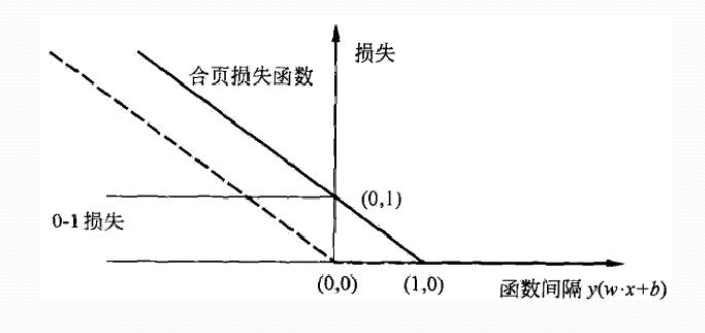 损失
合页损失函数
(0,1)
0-1 损失
(0,0)
(1,0)
函数间隔 y(w·x+b)